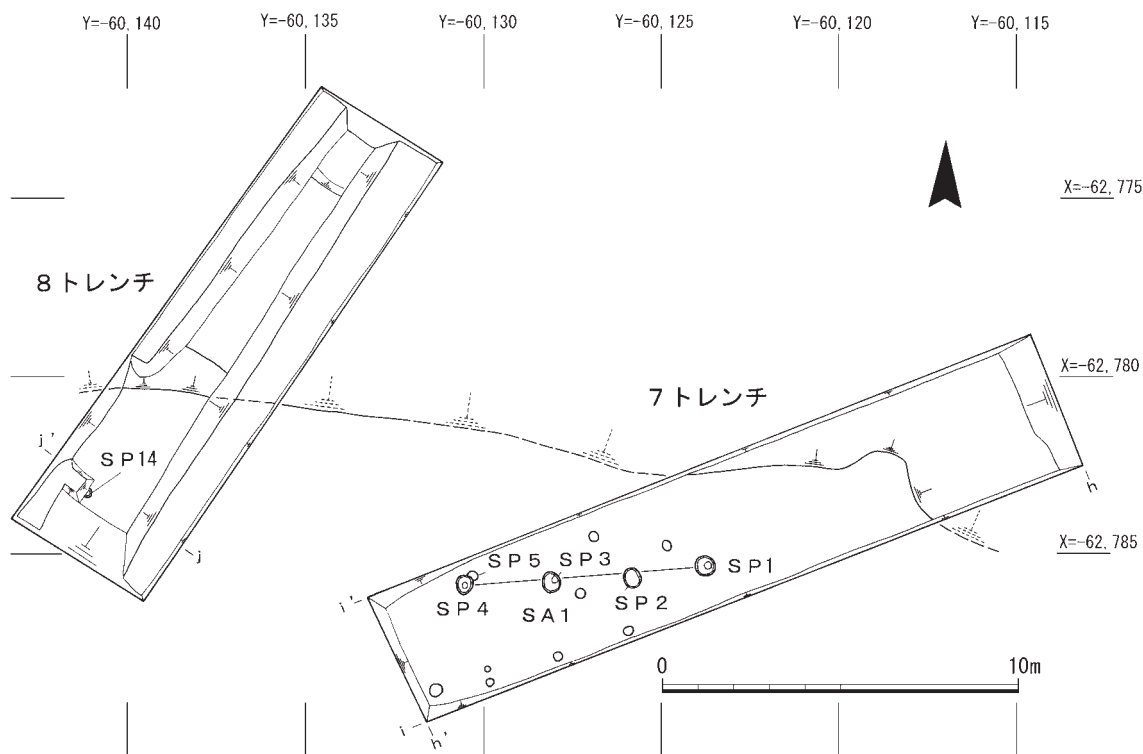 Y=-60,140 Y=-60,135 Y=-60,130 Y=-60,125 Y=-60,120 Y=-60,115
X=-62,775
8トレンチ
X=-62,780
7トレンチ
j'
SP14
h
X=-62,785
j
SP5 SP3 SP1
i'
SP4 SA1 SP2
0 10m
i
h'